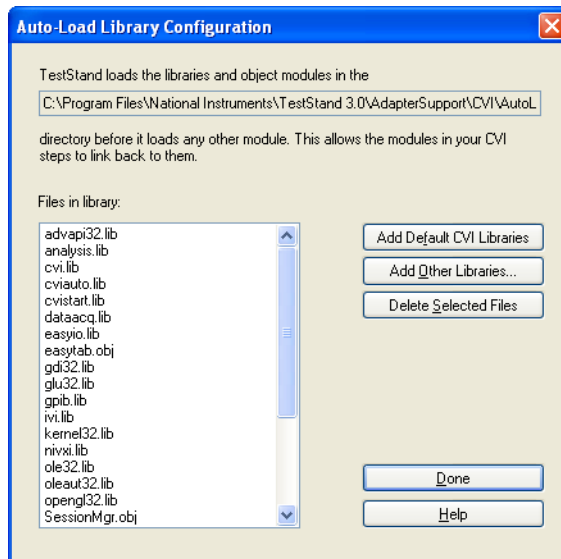 Auto-Load Library Configuration
TestStand loads the libraries and object modules in the
C:\Program Files\National Instruments\TestStand 3.0\AdapterSupport\CVI\AutoL
directory before it loads any other module. This allows the modules in your CVI
steps to link back to them.
Files in library:
advapi32.lib
analysis.lib
cvi.lib
cviauto.lib
cvistart.lib
dataacq.lib
easyio.lib
easytab.obj
gdi32.lib
glu32.lib
gpib.lib
ivi.lib
kernel32.lib
nivxi.lib
ole32.lib
oleaut32.lib
opengl32.lib
SessionMgr.obj
Add Default CVI Libraries
Add Other Libraries...
Delete Selected Files
Done
Help